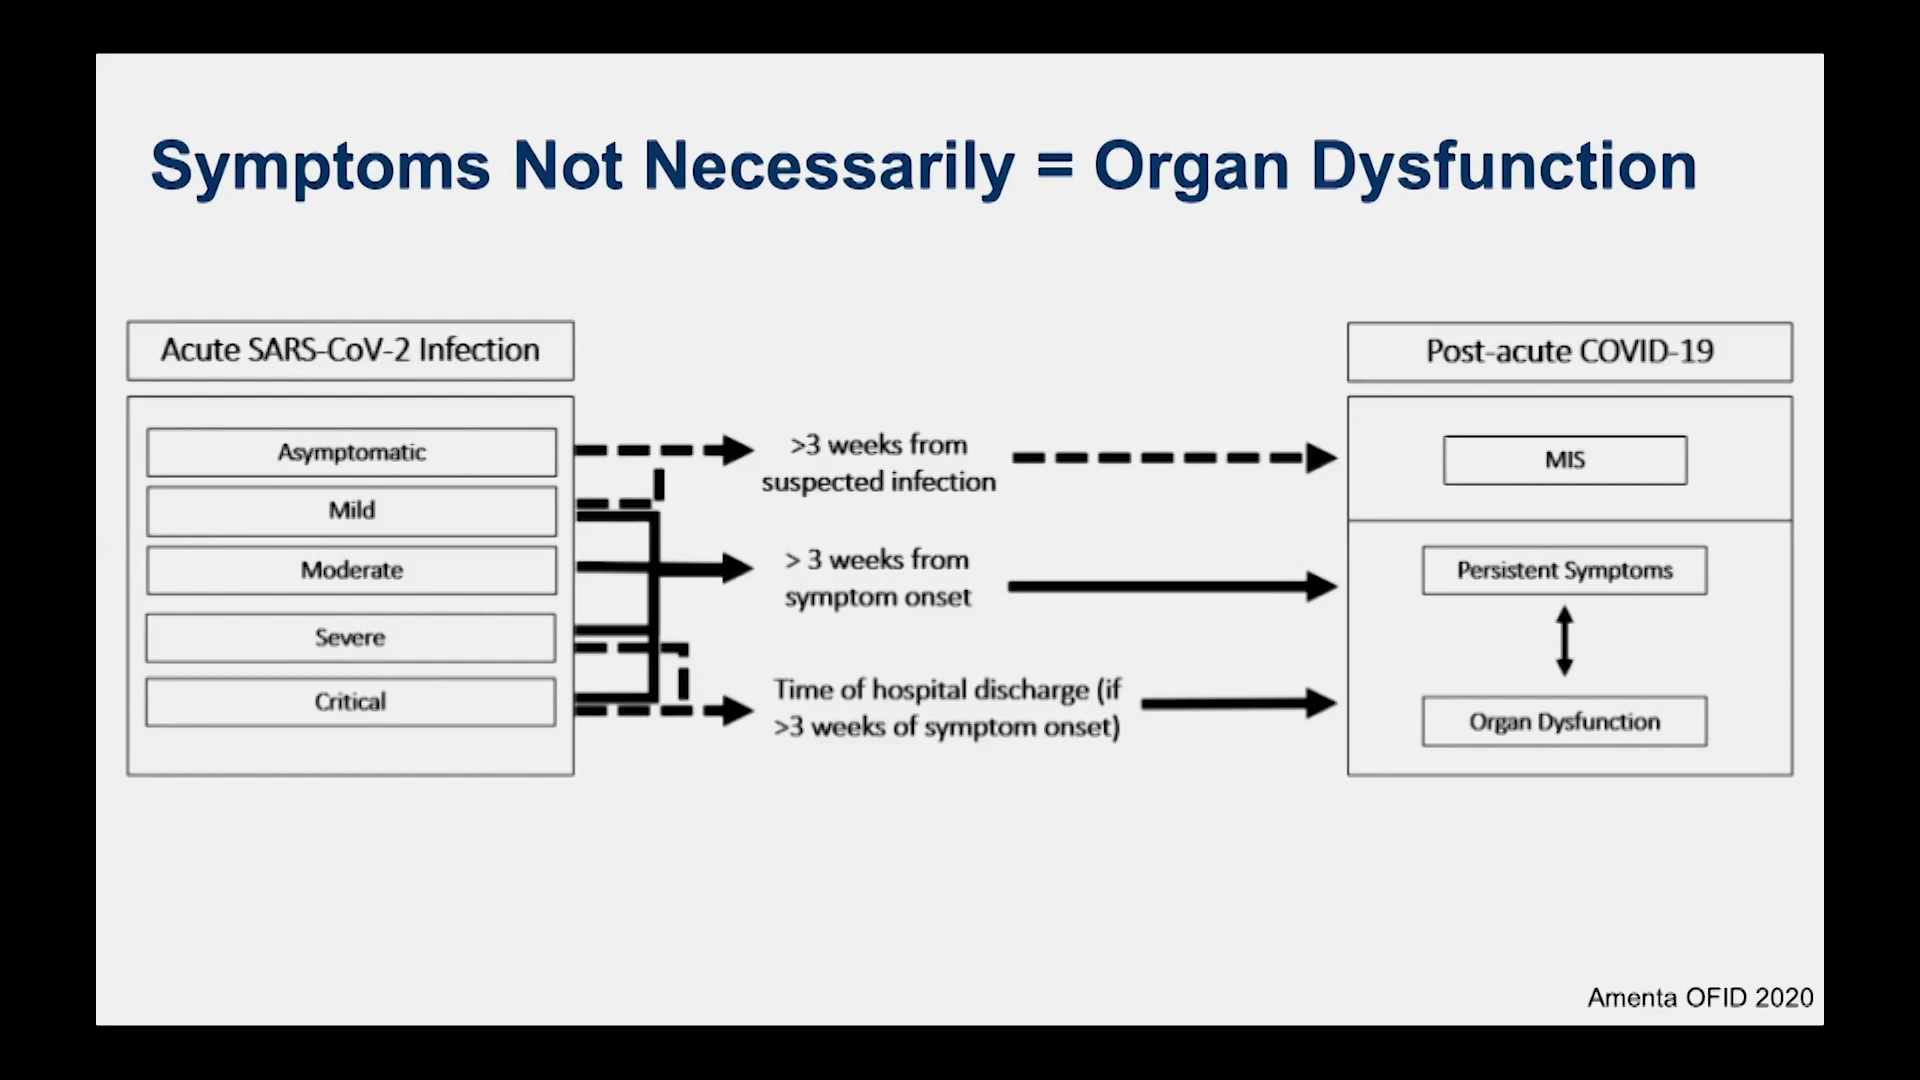 Symptoms Not Necessarily = Organ Dysfunction
Acute SARS-CoV-2 Infection
Asymptomatic
Mild
Moderate
Severe
Critical
>3 weeks from
suspected infection
> 3 weeks from
symptom onset
Time of hospital discharge (if
>3 weeks of symptom onset)
Post-acute COVID-19
MIS
Persistent Symptoms
Organ Dysfunction
Amenta OFID 2020